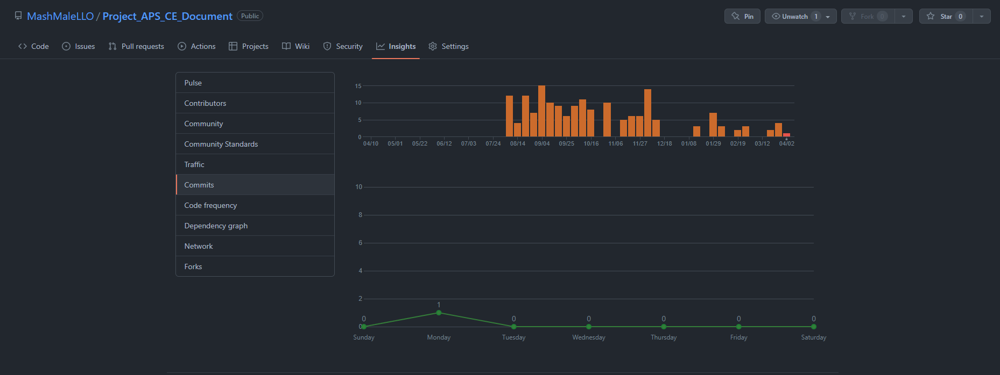 MashMaleLLO / Project_APS_CE_Document Public
Pin Unwatch 1 Fork 0 Star 0
Code Issues Pull requests Actions Projects Wiki Security Insights Settings
Pulse
Contributors
Community
Community Standards
Traffic
Commits
Code frequency
Dependency graph
Network
Forks
15
10
5
0
04/10 05/01 05/22 06/12 07/03 07/24 08/14 09/04 09/25 10/16 11/06 11/27 12/18 01/08 01/29 02/19 03/12 04/02
10
8
6
4
2
0
0 1 0 0 0 0 0
Sunday Monday Tuesday Wednesday Thursday Friday Saturday